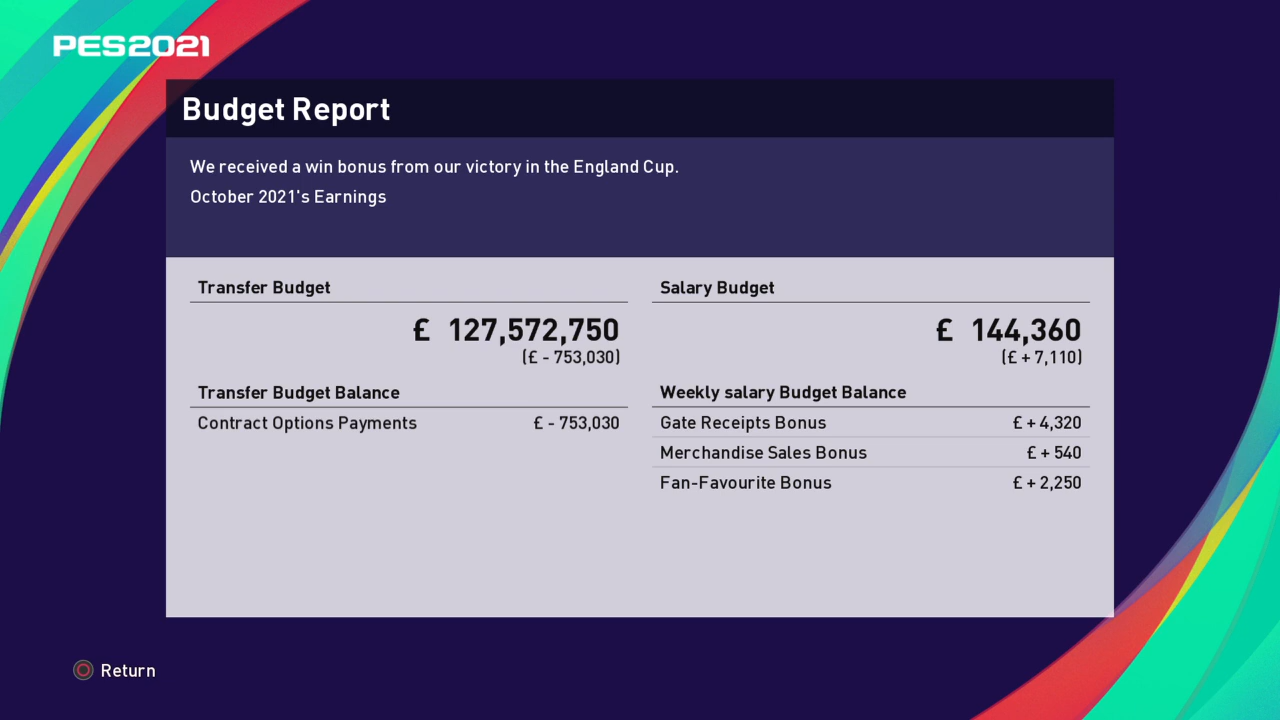 PES2021
Budget Report
We received a win bonus from our victory in the England Cup.
October 2021's Earnings
Transfer Budget
£ 127,572,750
(£ - 753,030)
Transfer Budget Balance
Contract Options Payments £ - 753,030
Salary Budget
£ 144,360
(£ + 7,110)
Weekly salary Budget Balance
Gate Receipts Bonus £ + 4,320
Merchandise Sales Bonus £ + 540
Fan-Favourite Bonus £ + 2,250
Return